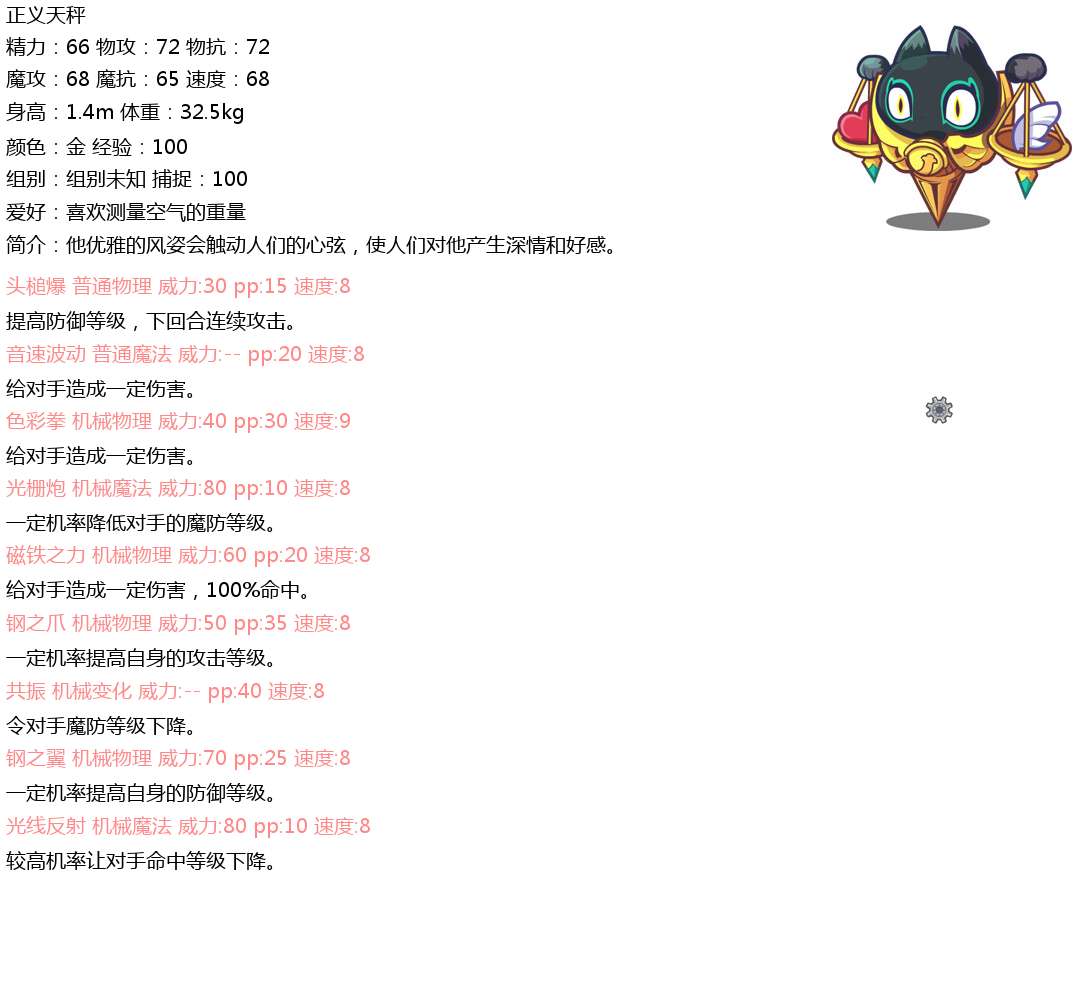 正义天秤
精力：66 物攻：72 物抗：72
魔攻：68 魔抗：65 速度：68
身高：1.4m 体重：32.5kg
颜色：金 经验：100
组别：组别未知 捕捉：100
爱好：喜欢测量空气的重量
简介：他优雅的风姿会触动人们的心弦，使人们对他产生深情和好感。
头槌爆 普通物理 威力:30 pp:15 速度:8
提高防御等级，下回合连续攻击。
音速波动 普通魔法 威力:-- pp:20 速度:8
给对手造成一定伤害。
色彩拳 机械物理 威力:40 pp:30 速度:9
给对手造成一定伤害。
光栅炮 机械魔法 威力:80 pp:10 速度:8
一定机率降低对手的魔防等级。
磁铁之力 机械物理 威力:60 pp:20 速度:8
给对手造成一定伤害，100%命中。
钢之爪 机械物理 威力:50 pp:35 速度:8
一定机率提高自身的攻击等级。
共振 机械变化 威力:-- pp:40 速度:8
令对手魔防等级下降。
钢之翼 机械物理 威力:70 pp:25 速度:8
一定机率提高自身的防御等级。
光线反射 机械魔法 威力:80 pp:10 速度:8
较高机率让对手命中等级下降。